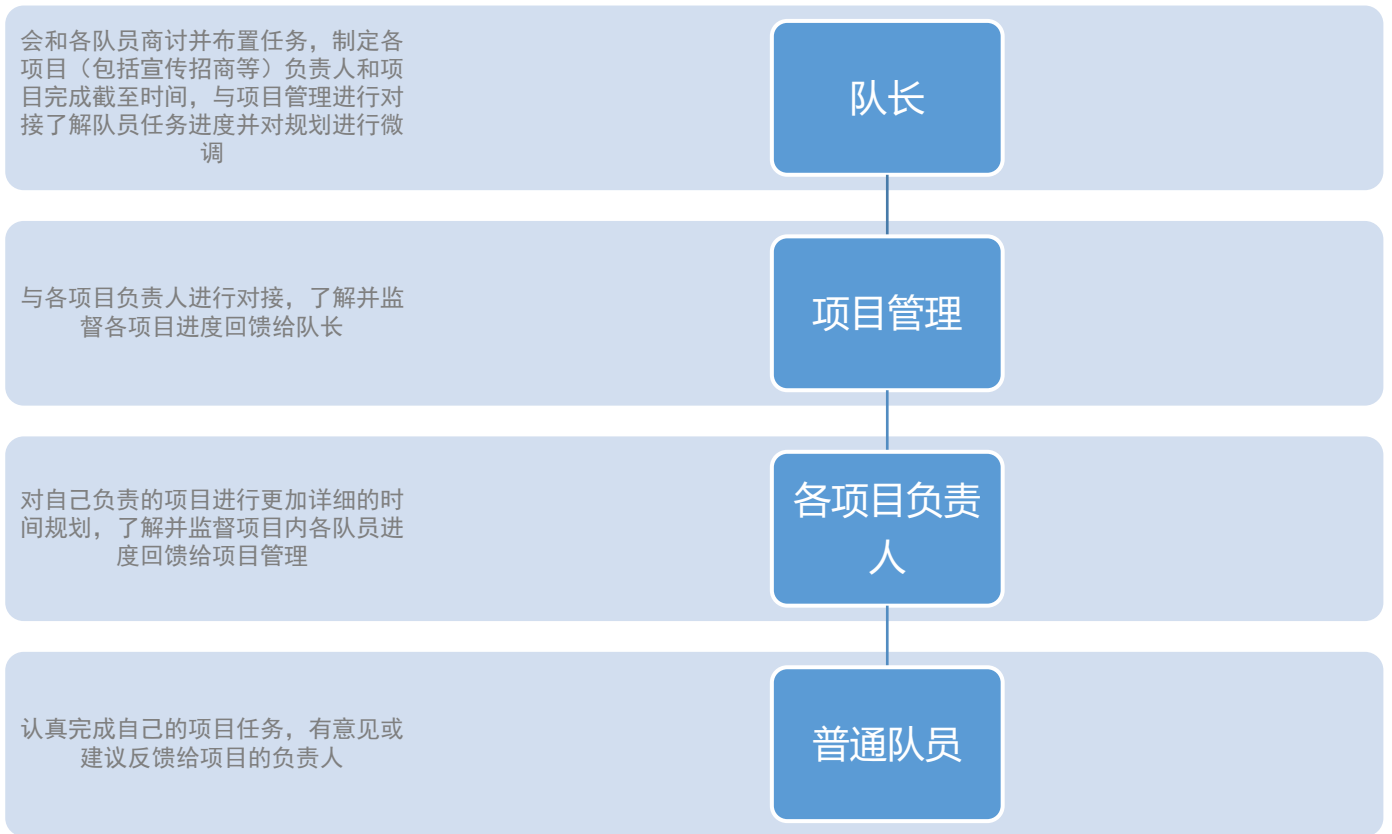 会和各队员商讨并布置任务，制定各
项目（包括宣传招商等）负责人和项
目完成截至时间，与项目管理进行对
接了解队员任务进度并对规划进行微
调
队长
与各项目负责人进行对接，了解并监
督各项目进度回馈给队长
项目管理
对自己负责的项目进行更加详细的时
间规划，了解并监督项目内各队员进
度回馈给项目管理
各项目负责
人
认真完成自己的项目任务，有意见或
建议反馈给项目的负责人
普通队员